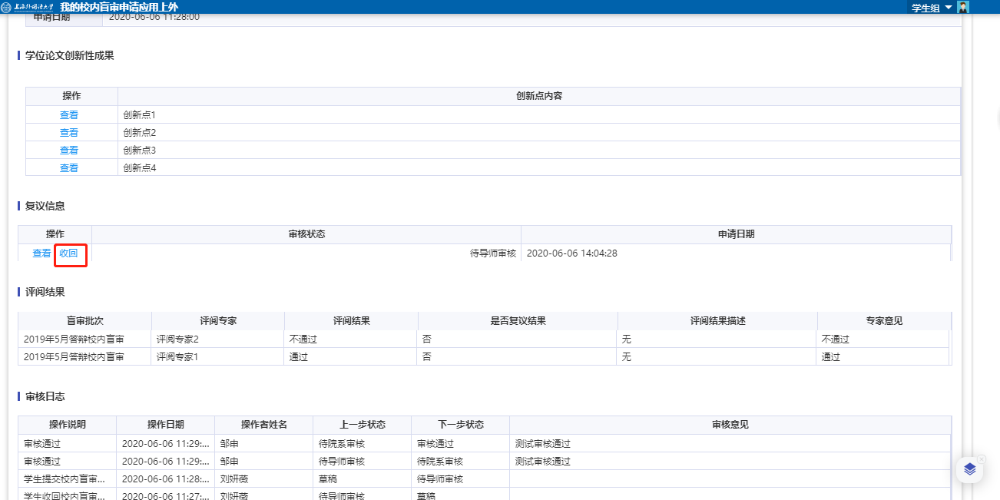 上海外国语大学 我的校内盲审申请应用上外 学生组
申请日期 2020-06-06 11:28:00
学位论文创新性成果
操作 创新点内容
查看 创新点1
查看 创新点2
查看 创新点3
查看 创新点4
复议信息
操作 审核状态 申请日期
查看 收回 待导师审核 2020-06-06 14:04:28
评阅结果
盲审批次 评阅专家 评阅结果 是否复议结果 评阅结果描述 专家意见
2019年5月答辩校内盲审 评阅专家2 不通过 否 无 不通过
2019年5月答辩校内盲审 评阅专家1 通过 否 无 通过
审核日志
操作说明 操作日期 操作者姓名 上一步状态 下一步状态 审核意见
审核通过 2020-06-06 11:29:... 邹申 待院系审核 审核通过 测试审核通过
审核通过 2020-06-06 11:29:... 邹申 待导师审核 待院系审核 测试审核通过
学生提交校内盲审... 2020-06-06 11:28:... 刘妍薇 草稿 待导师审核
学生收回校内盲审... 2020-06-06 11:27:... 刘妍薇 待导师审核 草稿